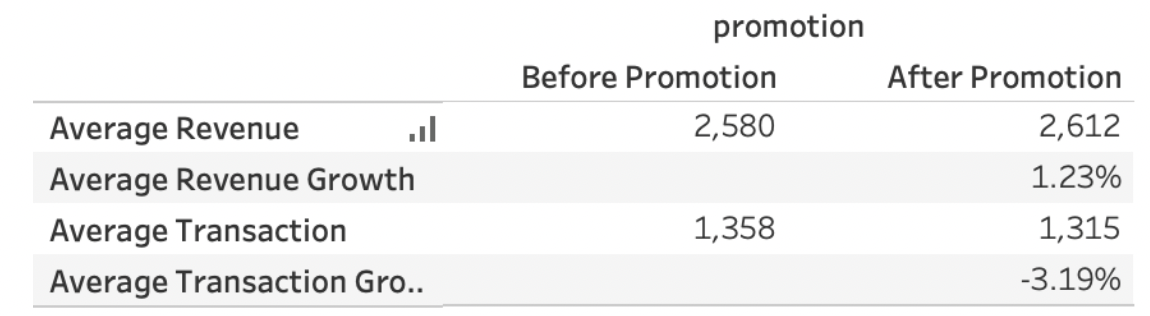 promotion
Before Promotion After Promotion
Average Revenue 2,580 2,612
Average Revenue Growth 1.23%
Average Transaction 1,358 1,315
Average Transaction Gro.. -3.19%